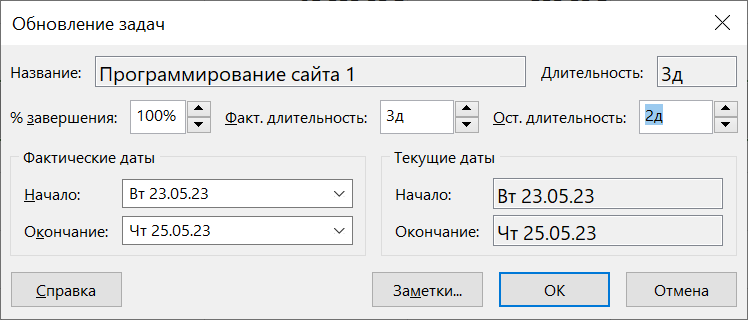 Обновление задач
Название: Программирование сайта 1 Длительность: 3д
% завершения: 100% Факт. длительность: 3д Ост. длительность: 2д
Фактические даты
Начало: Вт 23.05.23
Окончание: Чт 25.05.23
Текущие даты
Начало: Вт 23.05.23
Окончание: Чт 25.05.23
Справка Заметки... ОК Отмена